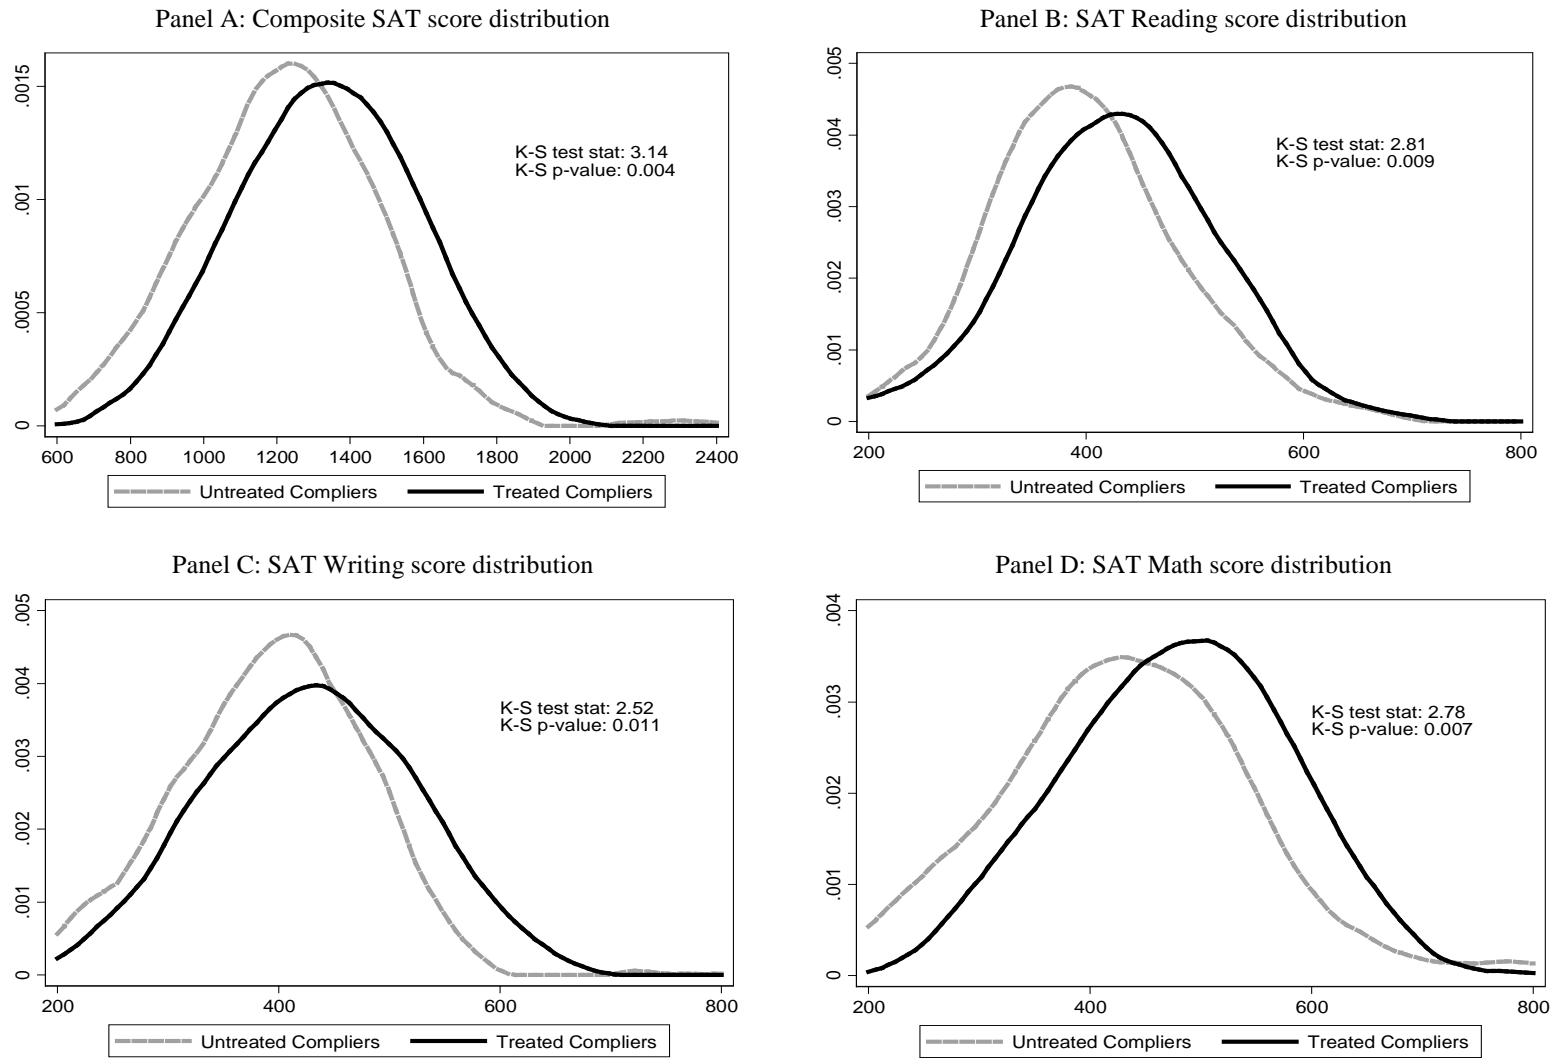 Panel A: Composite SAT score distribution
.0015
.001
.0005
0
K-S test stat: 3.14
K-S p-value: 0.004
600 800 1000 1200 1400 1600 1800 2000 2200 2400
Untreated Compliers Treated Compliers
Panel B: SAT Reading score distribution
.005
.004
.003
.002
.001
0
K-S test stat: 2.81
K-S p-value: 0.009
200 400 600 800
Untreated Compliers Treated Compliers
Panel C: SAT Writing score distribution
.005
.004
.003
.002
.001
0
K-S test stat: 2.52
K-S p-value: 0.011
200 400 600 800
Untreated Compliers Treated Compliers
Panel D: SAT Math score distribution
.004
.003
.002
.001
0
K-S test stat: 2.78
K-S p-value: 0.007
200 400 600 800
Untreated Compliers Treated Compliers